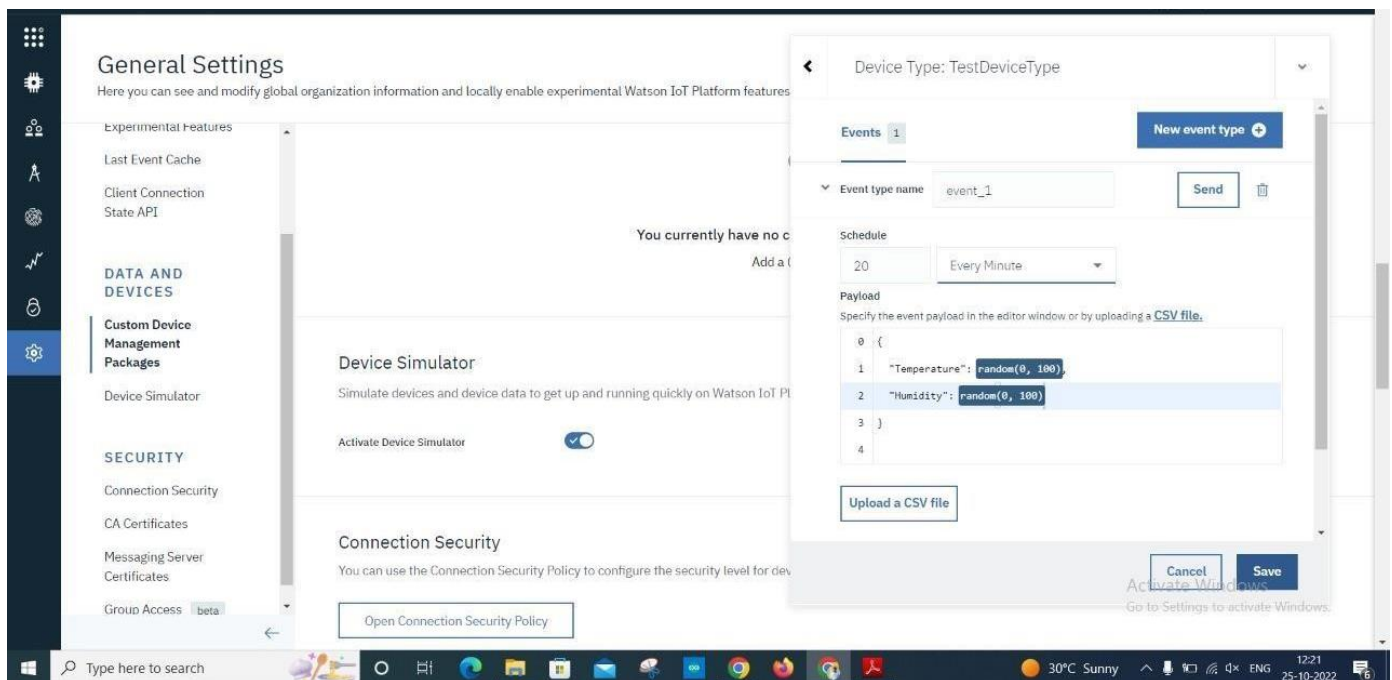 General Settings
Here you can see and modify global organization information and locally enable experimental Watson IoT Platform features
Experimental Features
Last Event Cache
Client Connection
State API
DATA AND
DEVICES
Custom Device
Management
Packages
Device Simulator
SECURITY
Connection Security
CA Certificates
Messaging Server
Certificates
Group Access beta
You currently have no c
Add a
Device Simulator
Simulate devices and device data to get up and running quickly on Watson IoT Pl
Activate Device Simulator
Connection Security
You can use the Connection Security Policy to configure the security level for dev
Open Connection Security Policy
Device Type: TestDeviceType
Events 1
New event type
Event type name event_1 Send
Schedule
20 Every Minute
Payload
Specify the event payload in the editor window or by uploading a CSV file.
0 {
1 "Temperature": random(0, 100),
2 "Humidity": random(0, 100)
3 }
4
Upload a CSV file
Cancel Save
Activate Windows
Go to Settings to activate Windows.
Type here to search
30°C Sunny ENG
12:21
25-10-2022
6